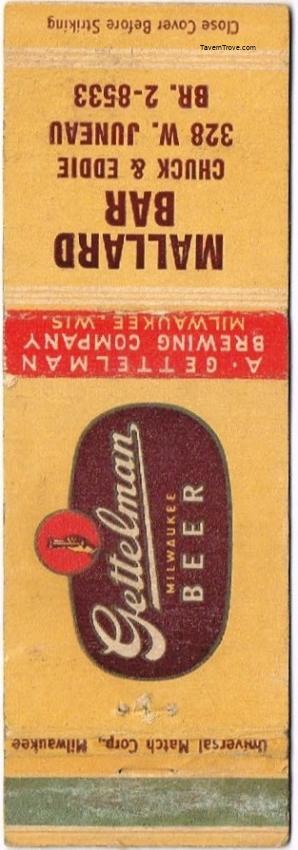 TavernTrove.com
Close Cover Before Striking
MALLARD
BAR
CHUCK & EDDIE
328 W. JUNEAU
BR. 2-8533
A·GETTELMAN
BREWING COMPANY
MILWAUKEE·WIS.
Gettelman
MILWAUKEE
BEER
Universal Match Corp., Milwaukee